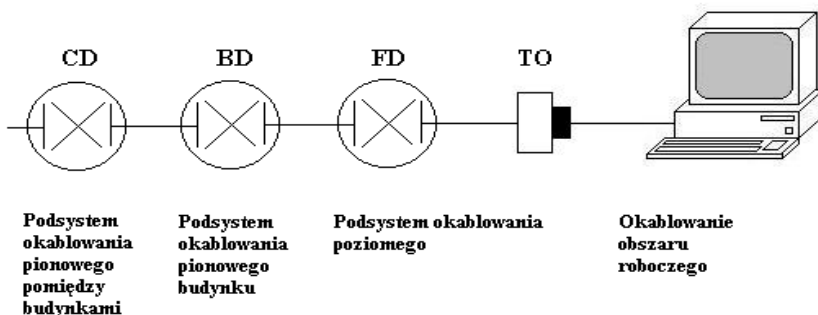 CD BD FD TO
Podsystem
okablowania
pionowego
pomiędzy
budynkami
Podsystem
okablowania
pionowego
budynku
Podsystem okablowania
poziomego
Okablowanie
obszaru
roboczego